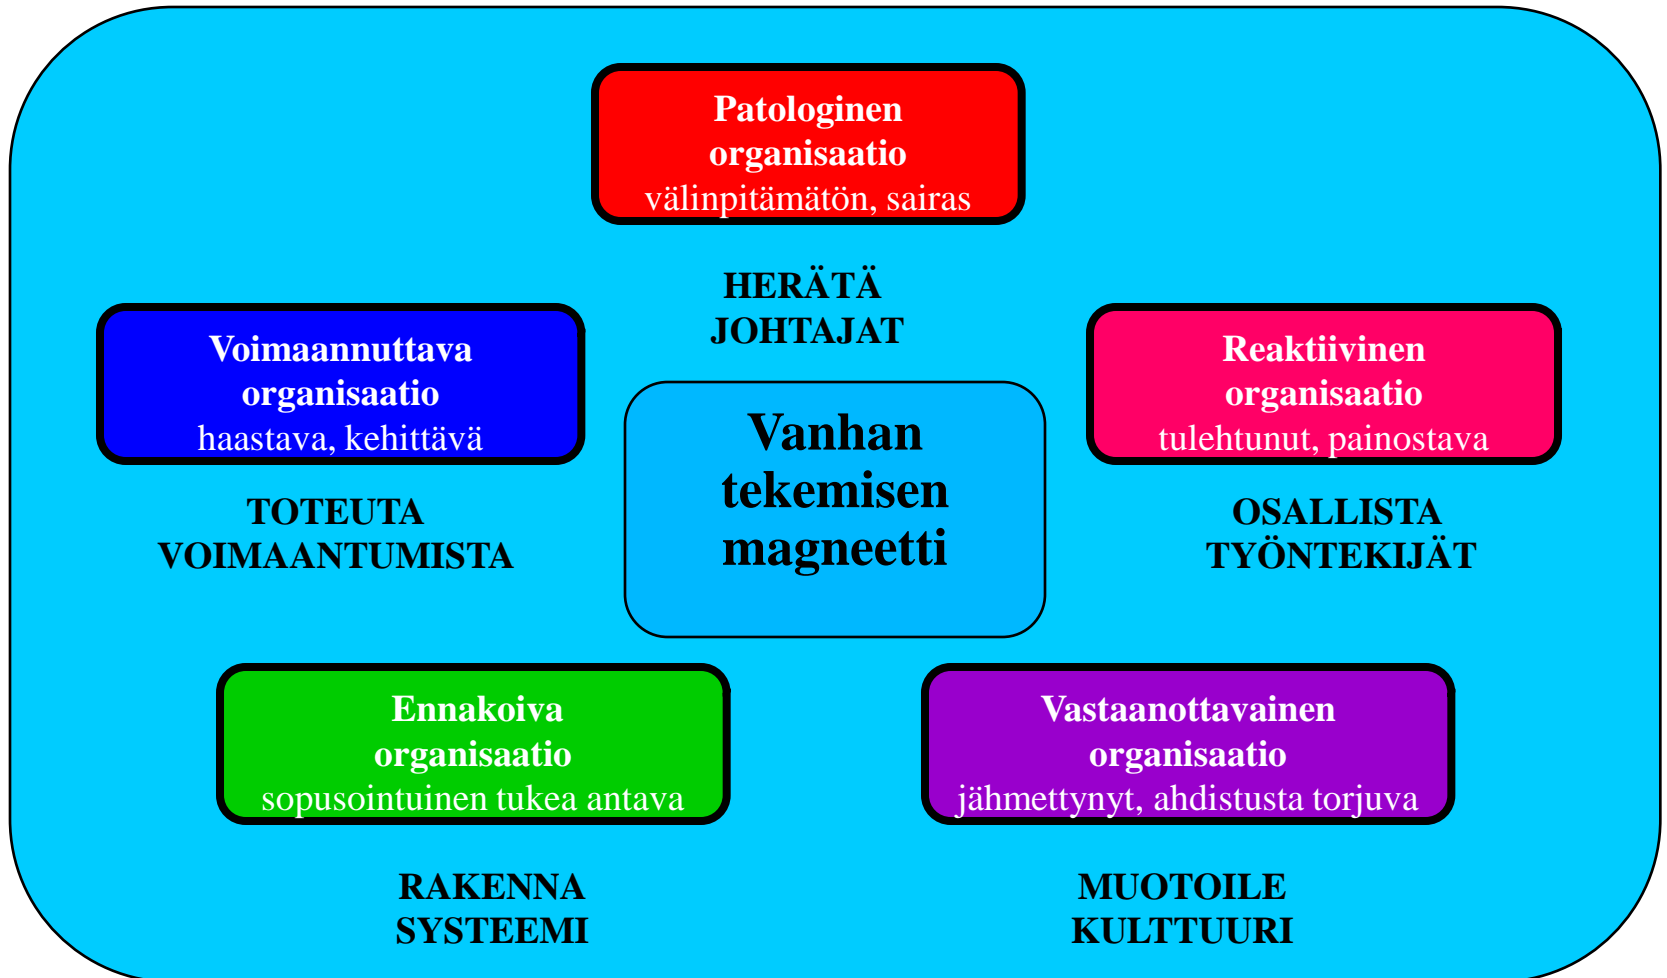 Patologinen
organisaatio
välinpitämätön, sairas
HERÄTÄ
JOHTAJAT
Voimaannuttava
organisaatio
haastava, kehittävä
TOTEUTA
VOIMAANTUMISTA
Vanhan
tekemisen
magneetti
Reaktiivinen
organisaatio
tulehtunut, painostava
OSALLISTA
TYÖNTEKIJÄT
Ennakoiva
organisaatio
sopusointuinen tukea antava
RAKENNA
SYSTEEMI
Vastaanottavainen
organisaatio
jähmettynyt, ahdistusta torjuva
MUOTOILE
KULTTUURI